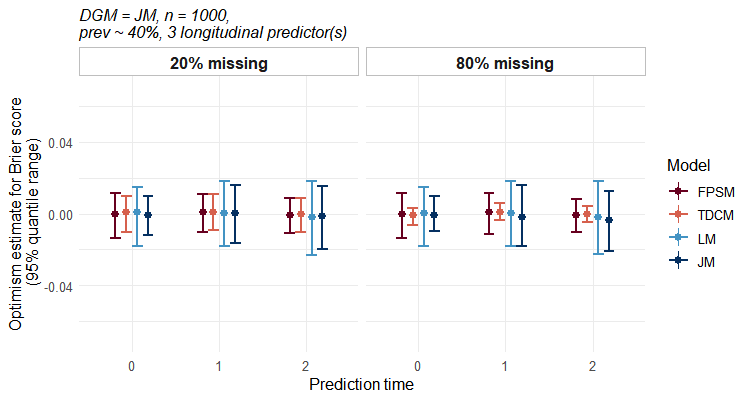 DGM = JM, n = 1000,
prev ~ 40%, 3 longitudinal predictor(s)
20% missing
80% missing
Optimism estimate for Brier score
(95% quantile range)
0.04
0.00
-0.04
0
1
2
0
1
2
Prediction time
Model
FPSM
TDCM
LM
JM